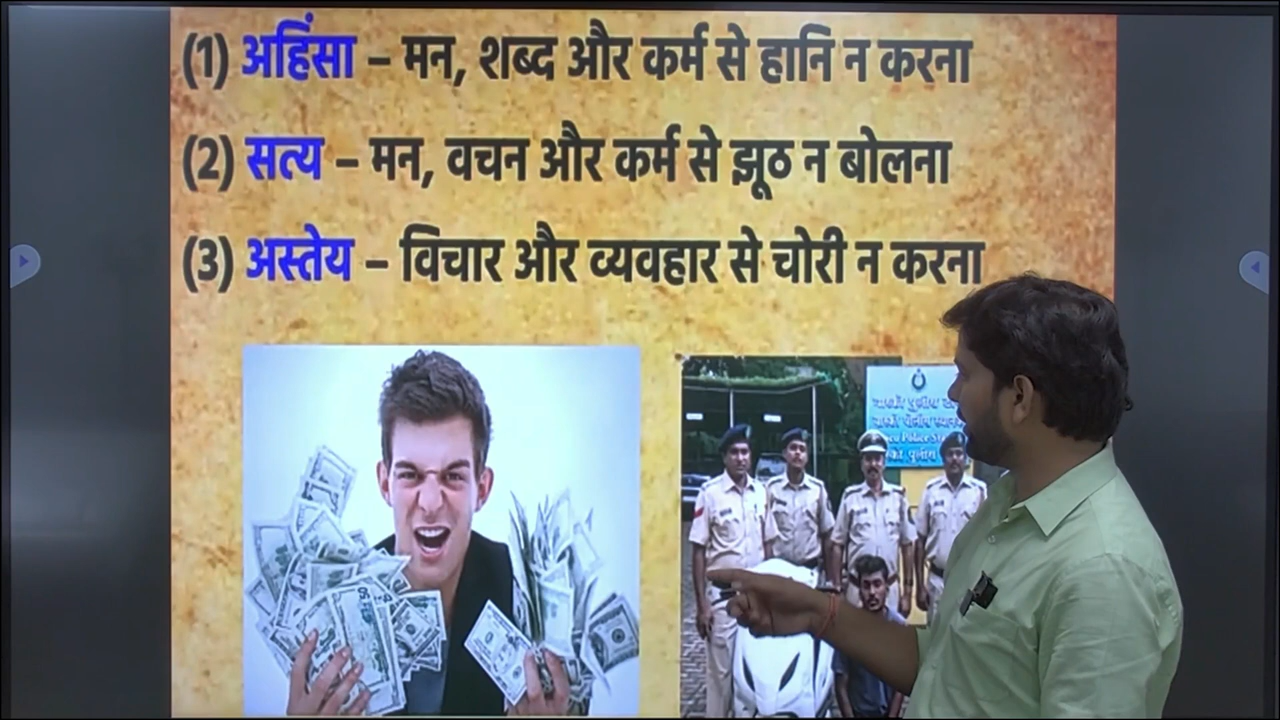 (1) अहिंसा – मन, शब्द और कर्म से हानि न करना
(2) सत्य – मन, वचन और कर्म से झूठ न बोलना
(3) अस्तेय – विचार और व्यवहार से चोरी न करना
Police